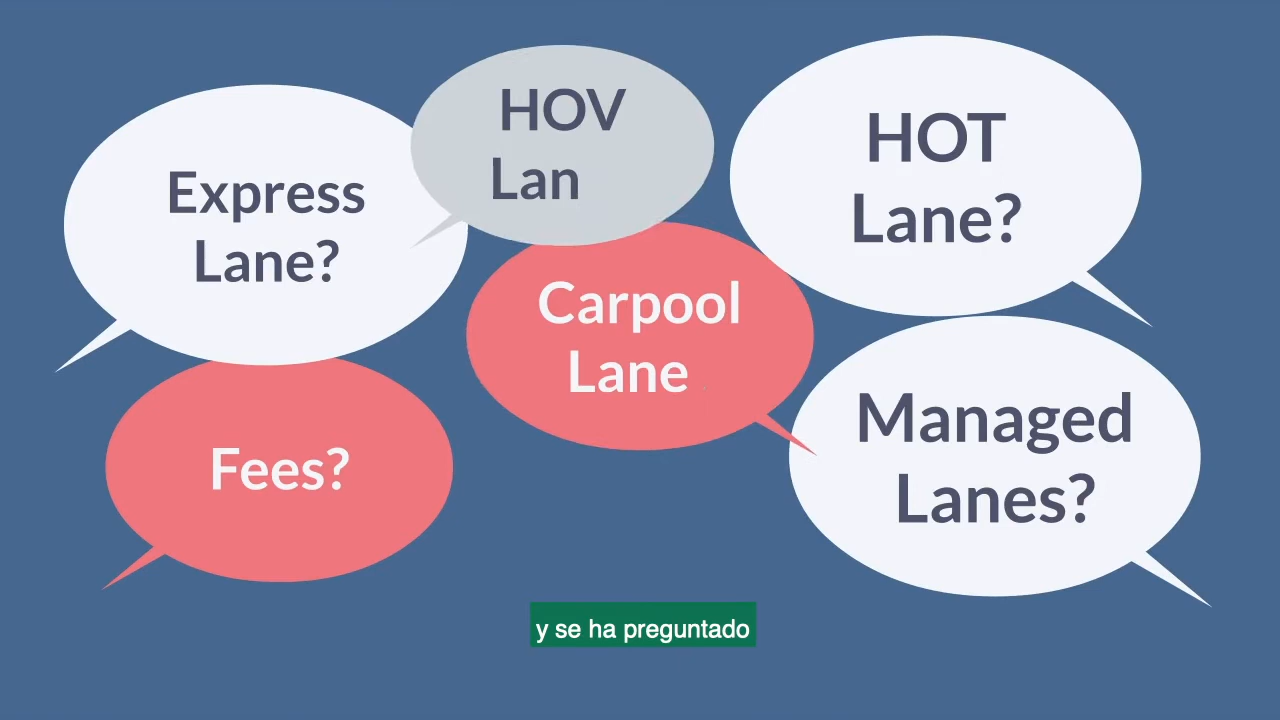 Express
Lane?
HOV
Lan
HOT
Lane?
Carpool
Lane
Fees?
Managed
Lanes?
y se ha preguntado